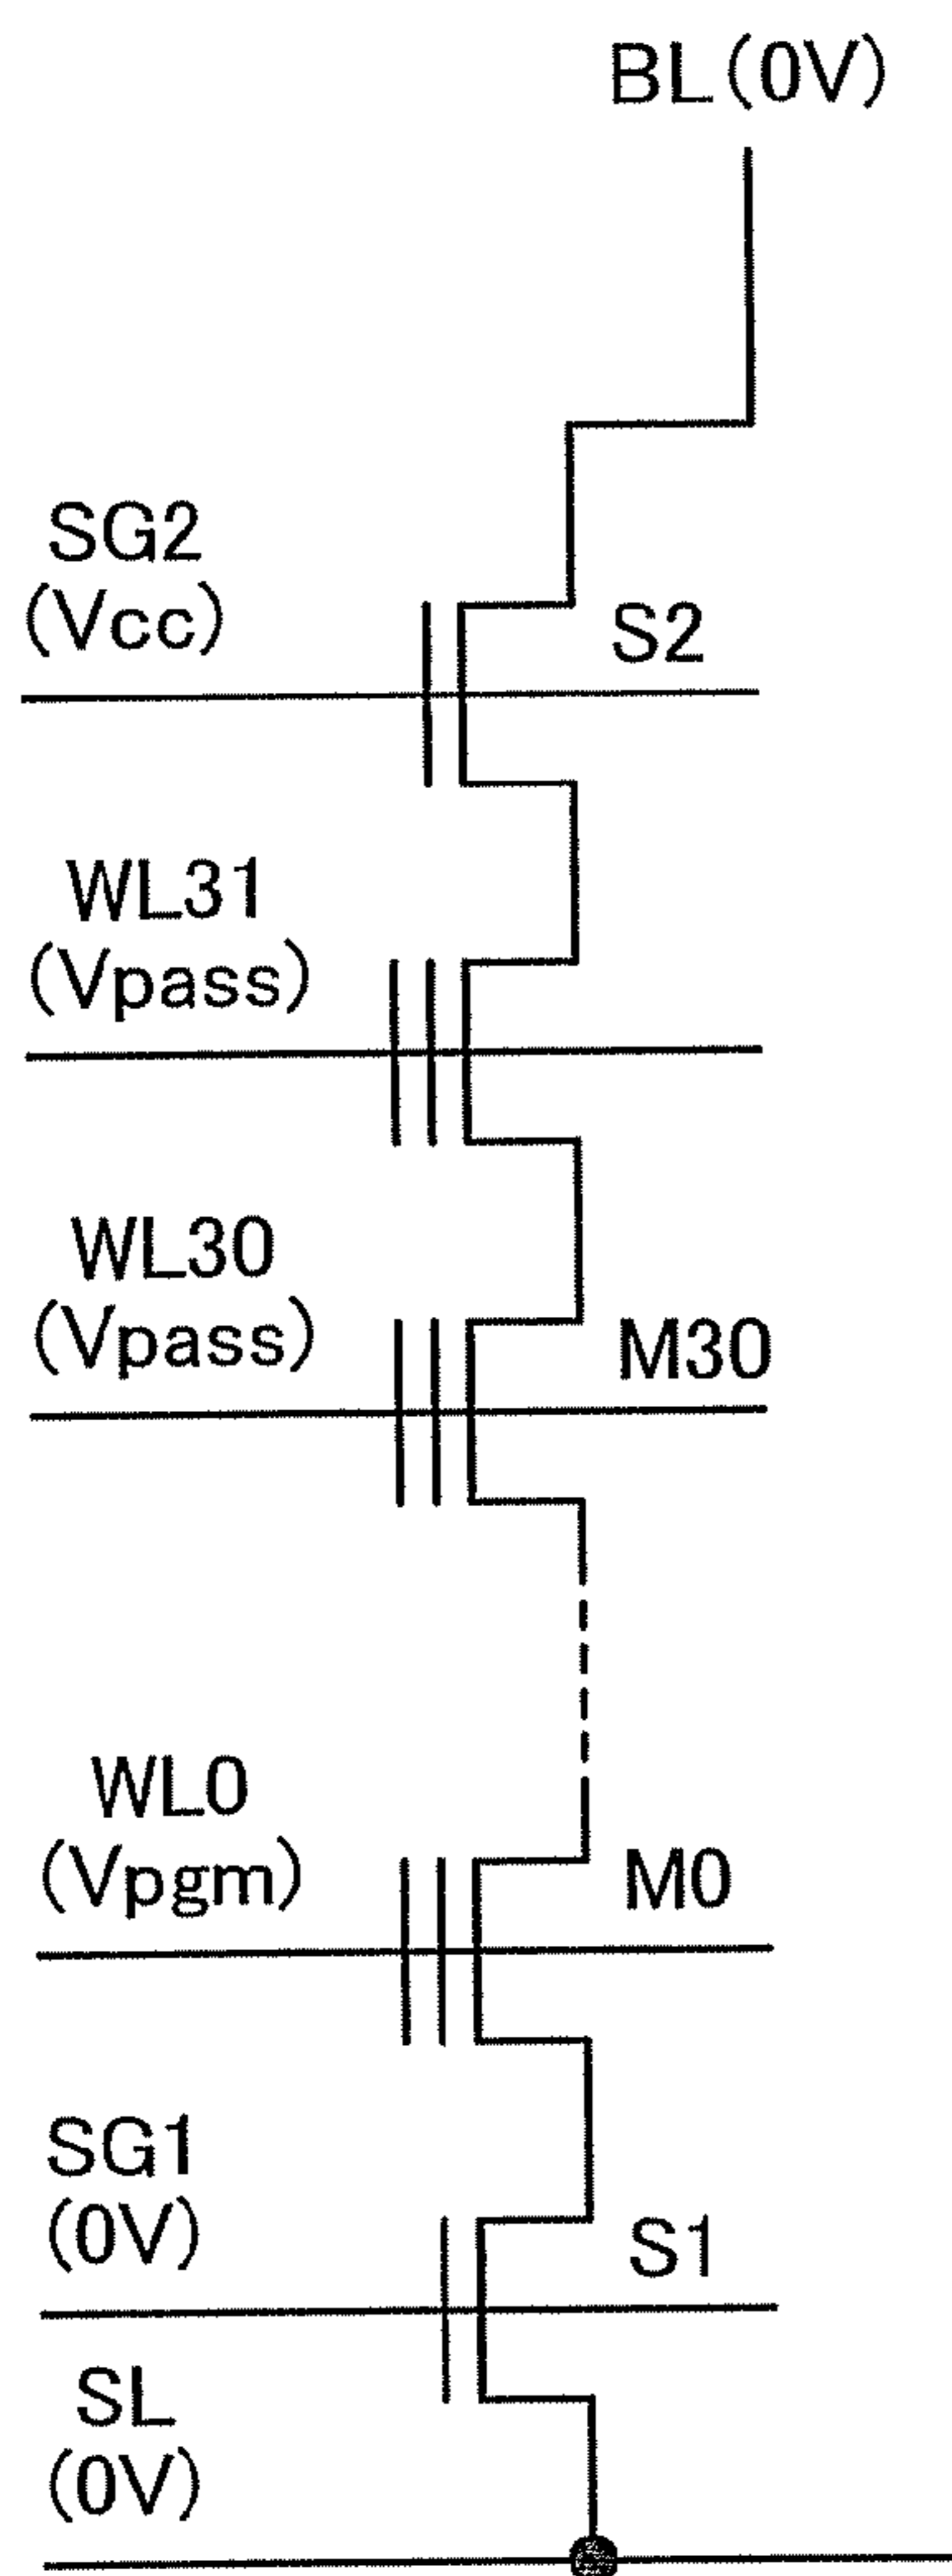 BL(0V)
SG2
(Vcc)
S2
WL31
(Vpass)
WL30
(Vpass)
M30
WL0
(Vpgm)
M0
SG1
(0V)
S1
SL
(0V)